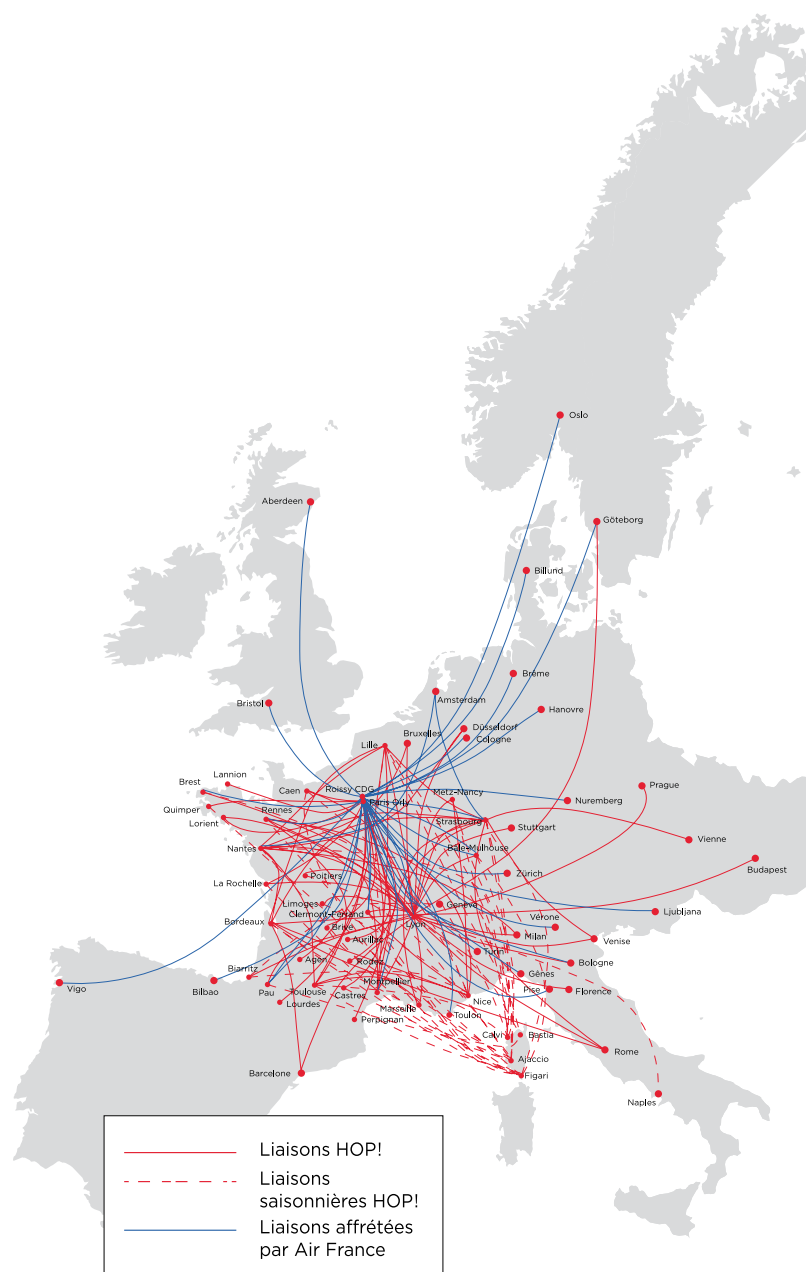 Oslo
Aberdeen
Göteborg
Billund
Brême
Amsterdam
Bristol
Hanovre
Düsseldorf
Bruxelles
Cologne
Lille
Lannion
Brest
Caen
Roissy CDG
Paris Orly
Metz-Nancy
Prague
Nuremberg
Quimper
Rennes
Lorient
Strasbourg
Stuttgart
Vienne
Nantes
Bâle-Mulhouse
Budapest
Poitiers
Zürich
La Rochelle
Limoges
Genève
Clermont-Ferrand
Ljubljana
Bordeaux
Brive
Lyon
Vérone
Milan
Venise
Aurillac
Turin
Agen
Rodez
Bologne
Biarritz
Gênes
Vigo
Bilbao
Pau
Toulouse
Montpellier
Castres
Pise
Florence
Lourdes
Nice
Marseille
Toulon
Perpignan
Calvi
Bastia
Rome
Ajaccio
Barcelone
Figari
Naples
Liaisons HOP!
Liaisons
saisonnières HOP!
Liaisons affrétées
par Air France